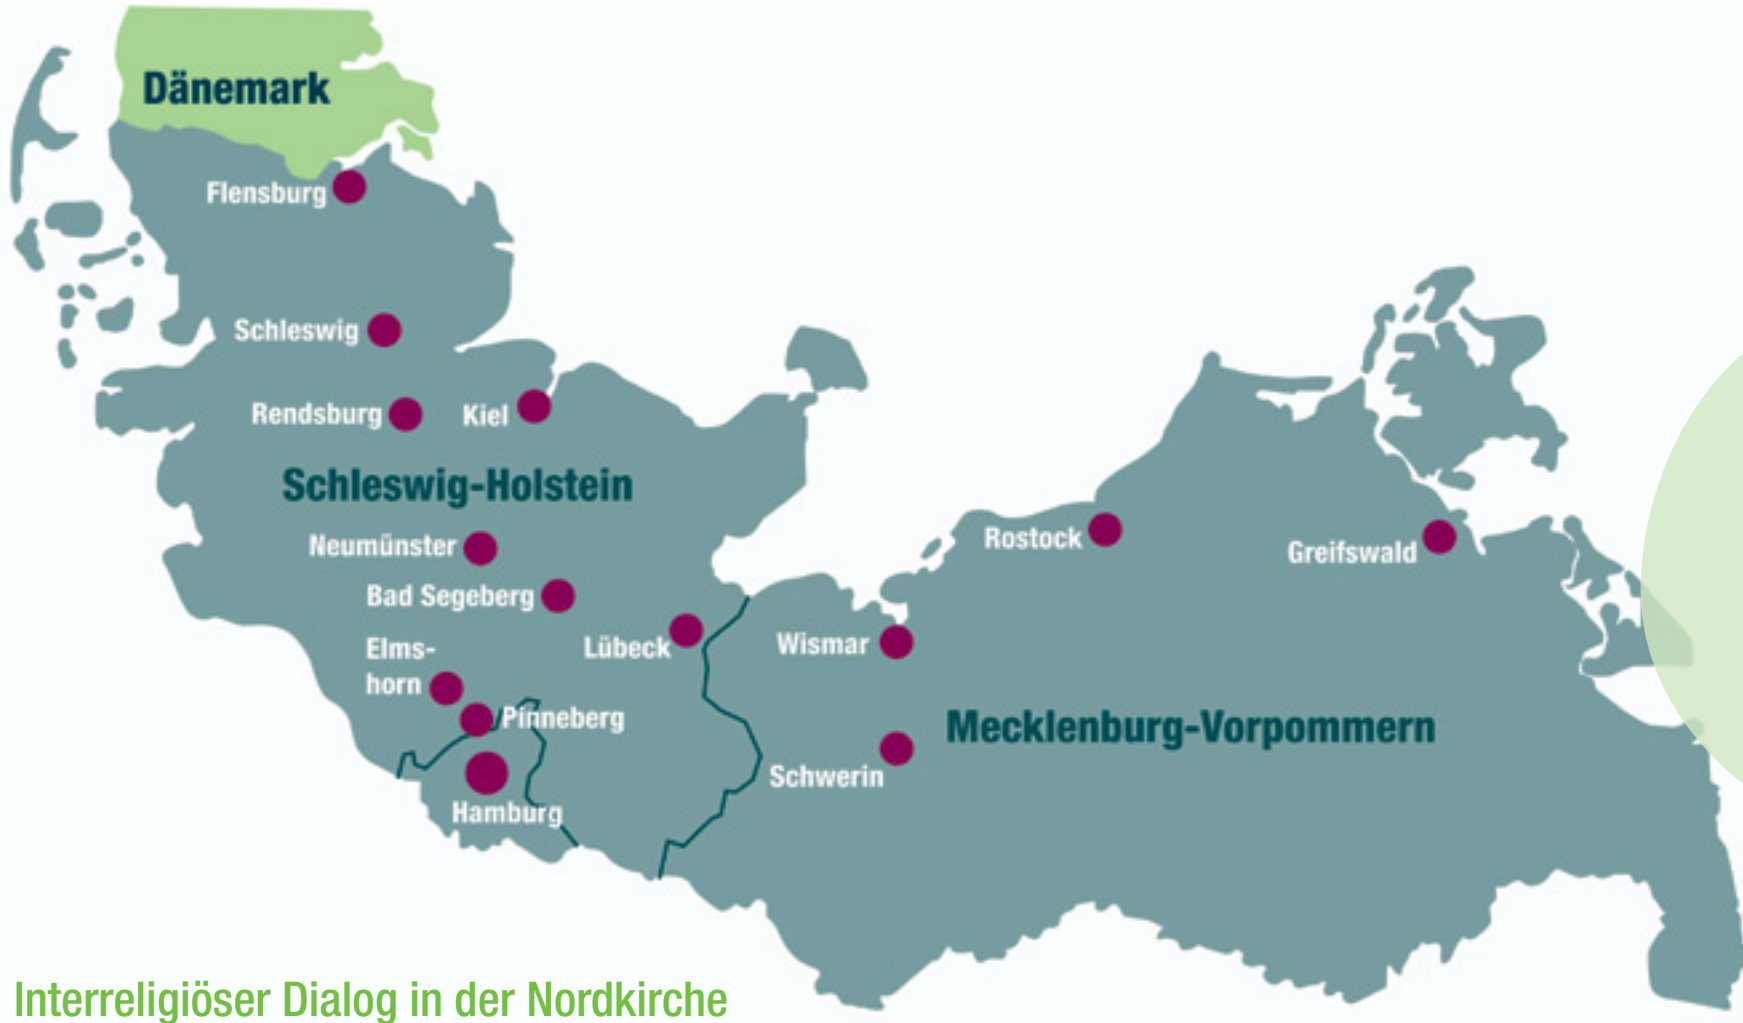 Dänemark
Flensburg
Schleswig
Rendsburg
Kiel
Schleswig-Holstein
Neumünster
Bad Segeberg
Elms-
horn
Lübeck
Pinneberg
Hamburg
Rostock
Greifswald
Wismar
Mecklenburg-Vorpommern
Schwerin
Interreligiöser Dialog in der Nordkirche